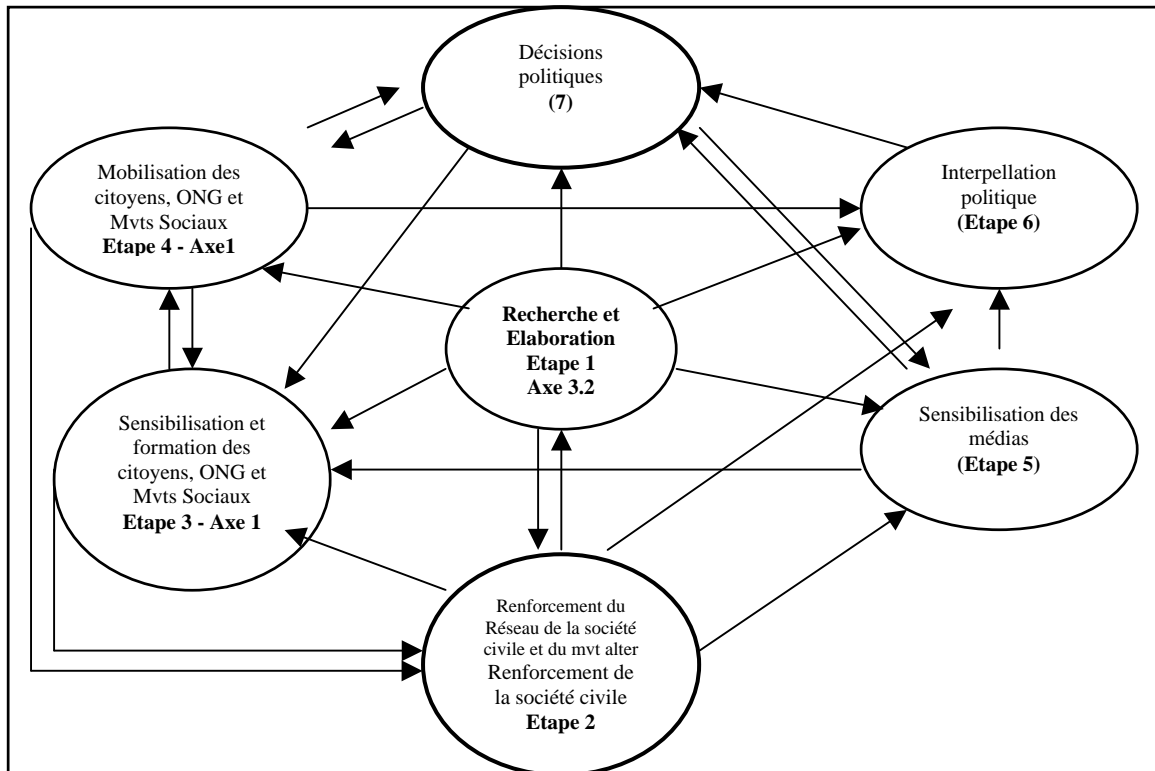 Décisions
politiques
(7)
Mobilisation des
citoyens, ONG et
Mvts Sociaux
Etape 4 - Axe1
Interpellation
politique
(Etape 6)
Recherche et
Elaboration
Etape 1
Axe 3.2
Sensibilisation et
formation des
citoyens, ONG et
Mvts Sociaux
Etape 3 - Axe 1
Sensibilisation des
médias
(Etape 5)
Renforcement du
Réseau de la société
civile et du mvt alter
Renforcement de
la société civile
Etape 2